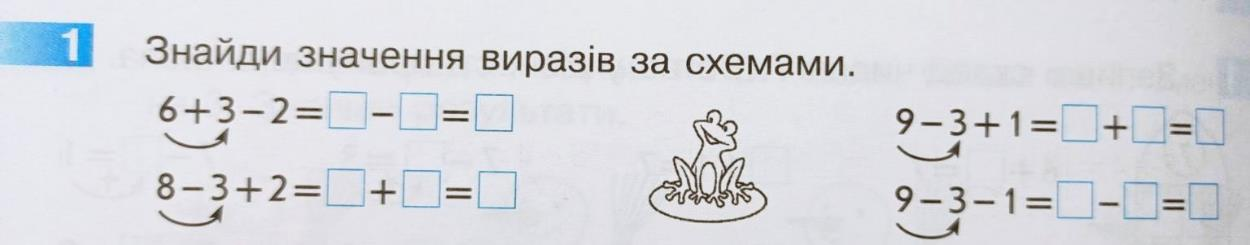 1 Знайди значення виразів за схемами.
6+3-2=□-□=□
9-3+1=□+□=□
8-3+2=□+□=□
9-3-1=□-□=□